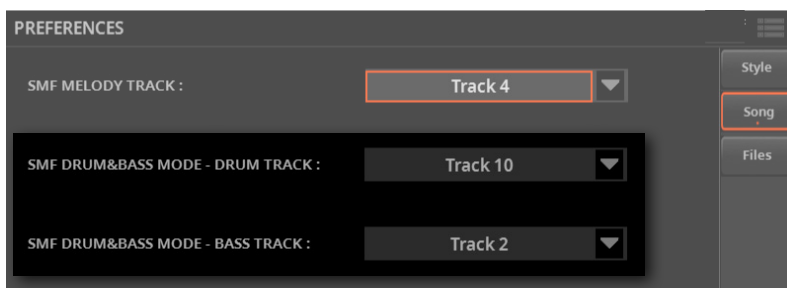 PREFERENCES
SMF MELODY TRACK :
Track 4
Style
Song
SMF DRUM&BASS MODE - DRUM TRACK :
Track 10
Files
SMF DRUM&BASS MODE - BASS TRACK :
Track 2